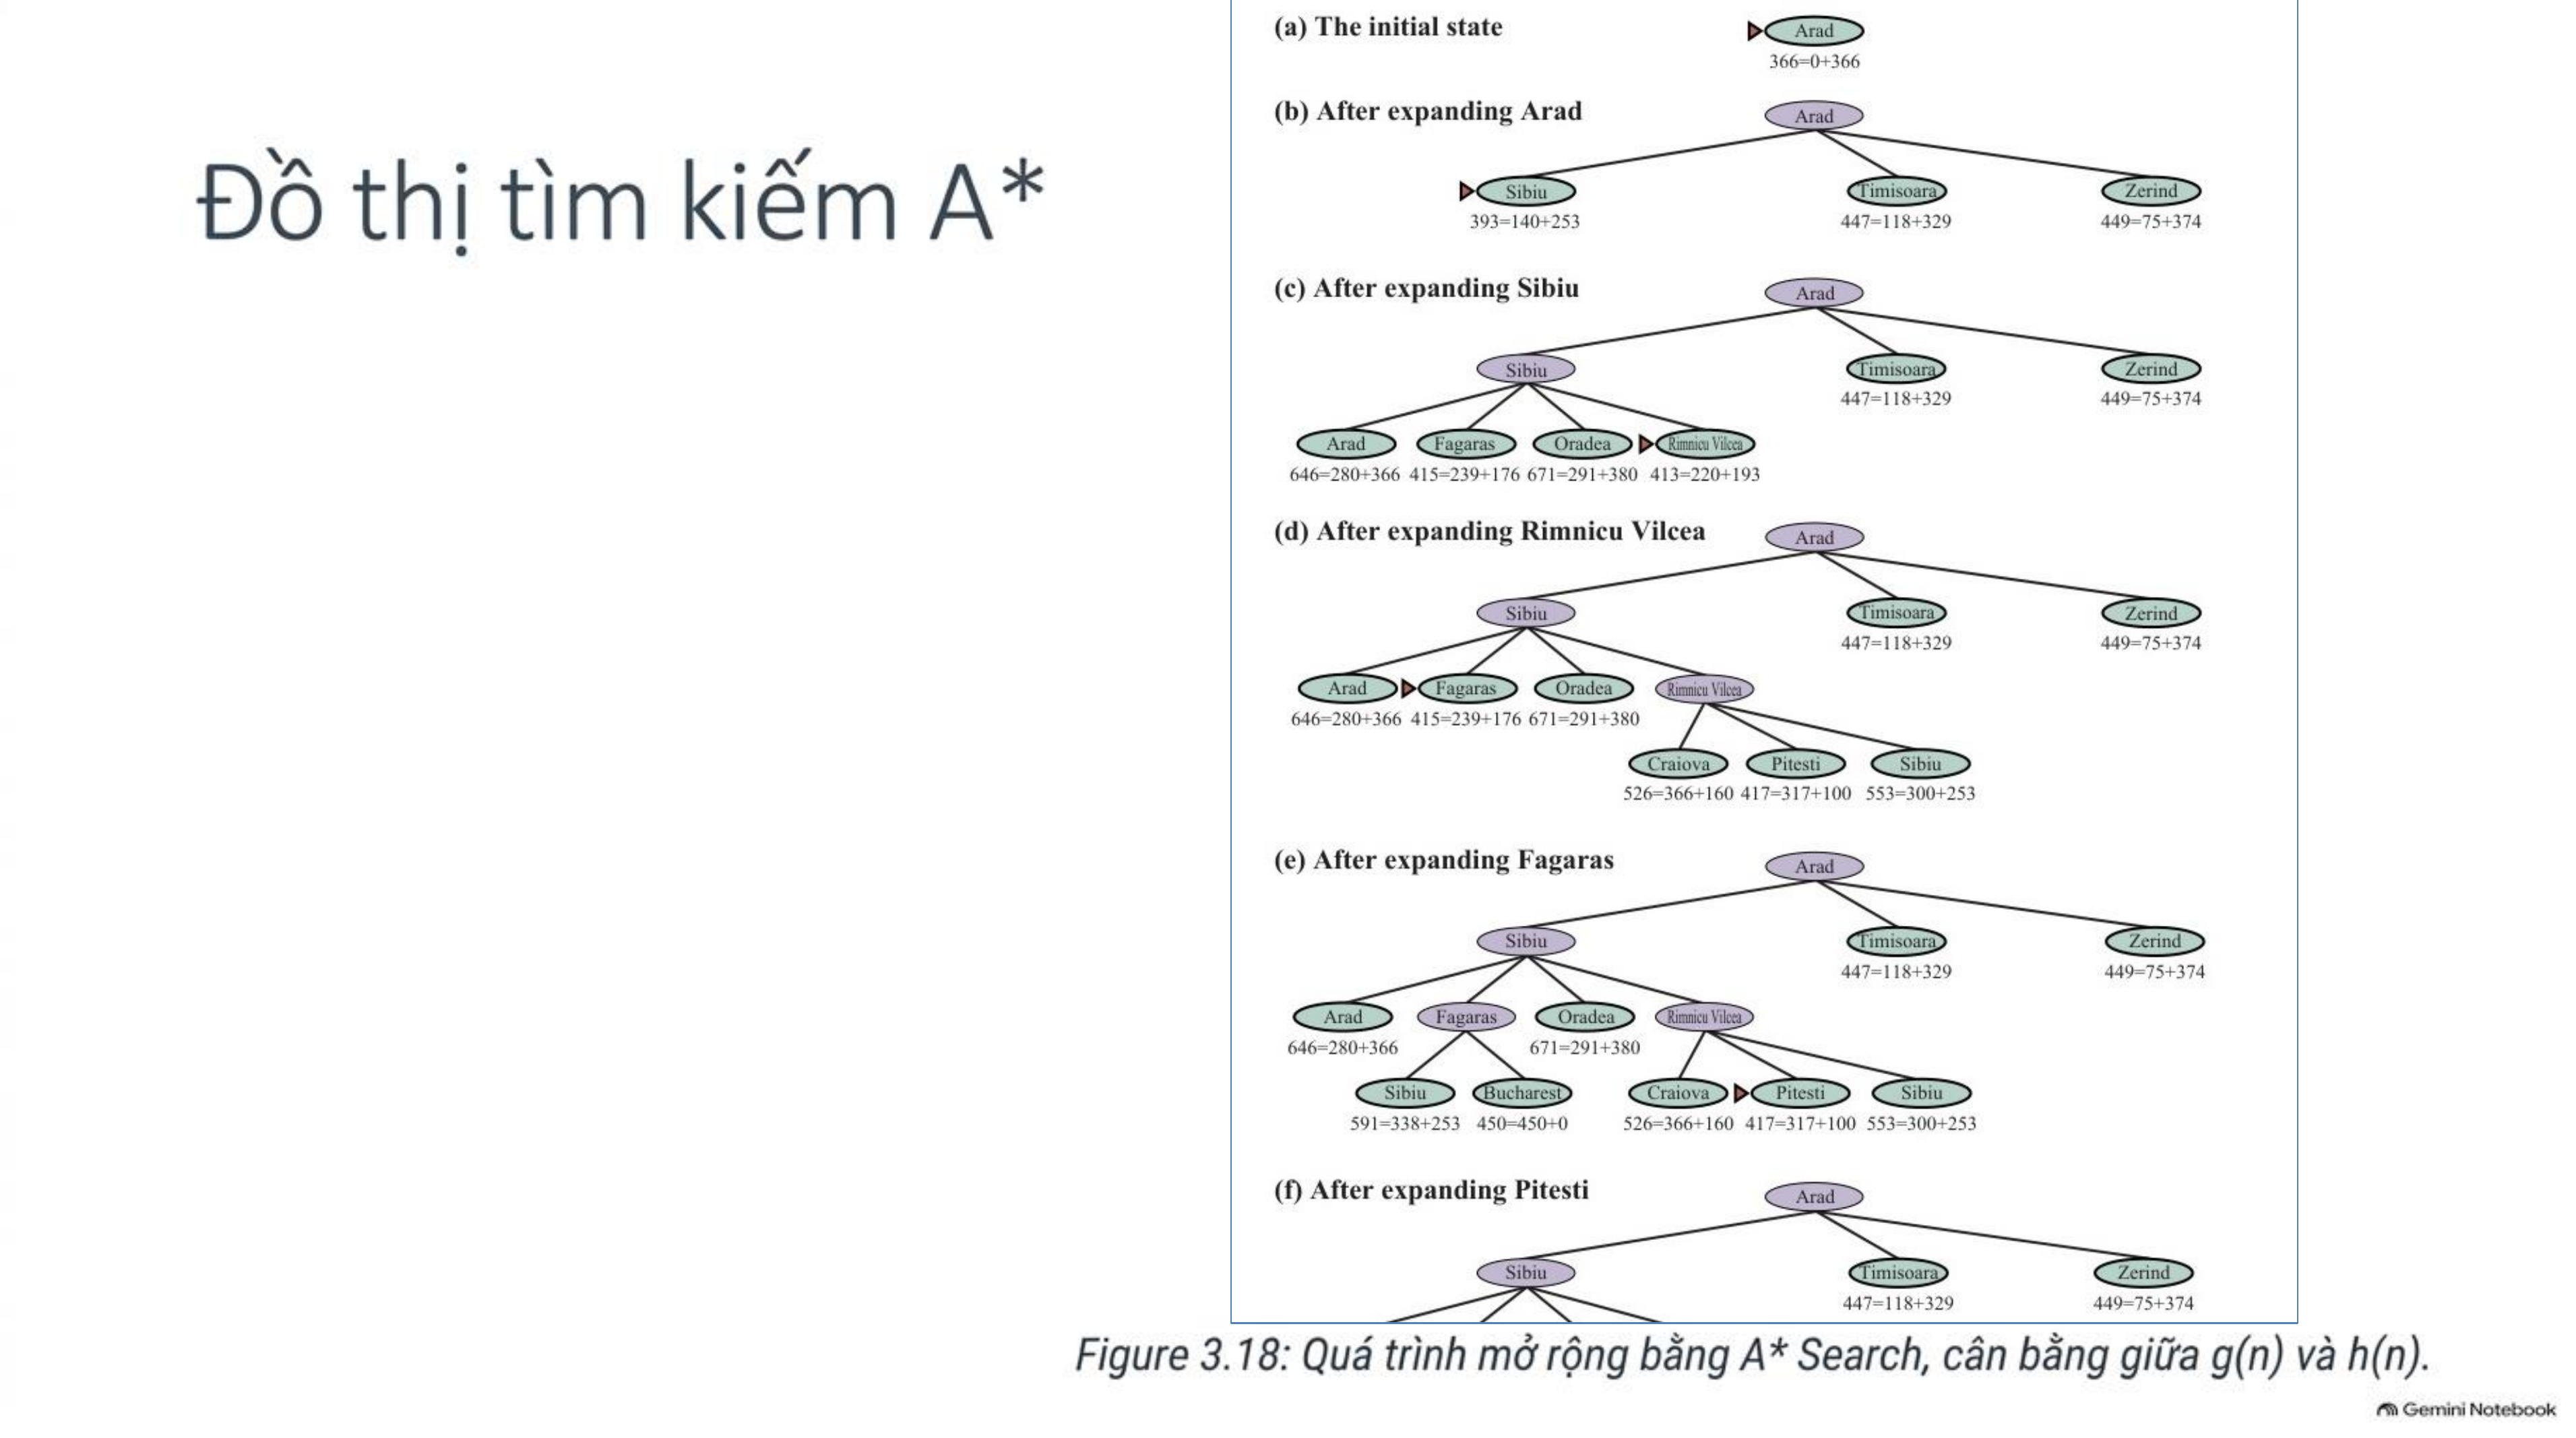 Đồ thị tìm kiếm A*
(a) The initial state
Arad
366=0+366
(b) After expanding Arad
Arad
Sibiu Timisoara Zerind
393=140+253 447=118+329 449=75+374
(c) After expanding Sibiu
Arad
Sibiu Timisoara Zerind
447=118+329 449=75+374
Arad Fagaras Oradea Rimnicu Vilcea
646=280+366 415=239+176 671=291+380 413=220+193
(d) After expanding Rimnicu Vilcea
Arad
Sibiu Timisoara Zerind
447=118+329 449=75+374
Arad Fagaras Oradea Rimnicu Vilcea
646=280+366 415=239+176 671=291+380
Craiova Pitesti Sibiu
526=366+160 417=317+100 553=300+253
(e) After expanding Fagaras
Arad
Sibiu Timisoara Zerind
447=118+329 449=75+374
Arad Fagaras Oradea Rimnicu Vilcea
646=280+366 671=291+380
Sibiu Bucharest Craiova Pitesti Sibiu
591=338+253 450=450+0 526=366+160 417=317+100 553=300+253
(f) After expanding Pitesti
Arad
Sibiu Timisoara Zerind
447=118+329 449=75+374
Figure 3.18: Quá trình mở rộng bằng A* Search, cân bằng giữa g(n) và h(n).
Gemini Notebook